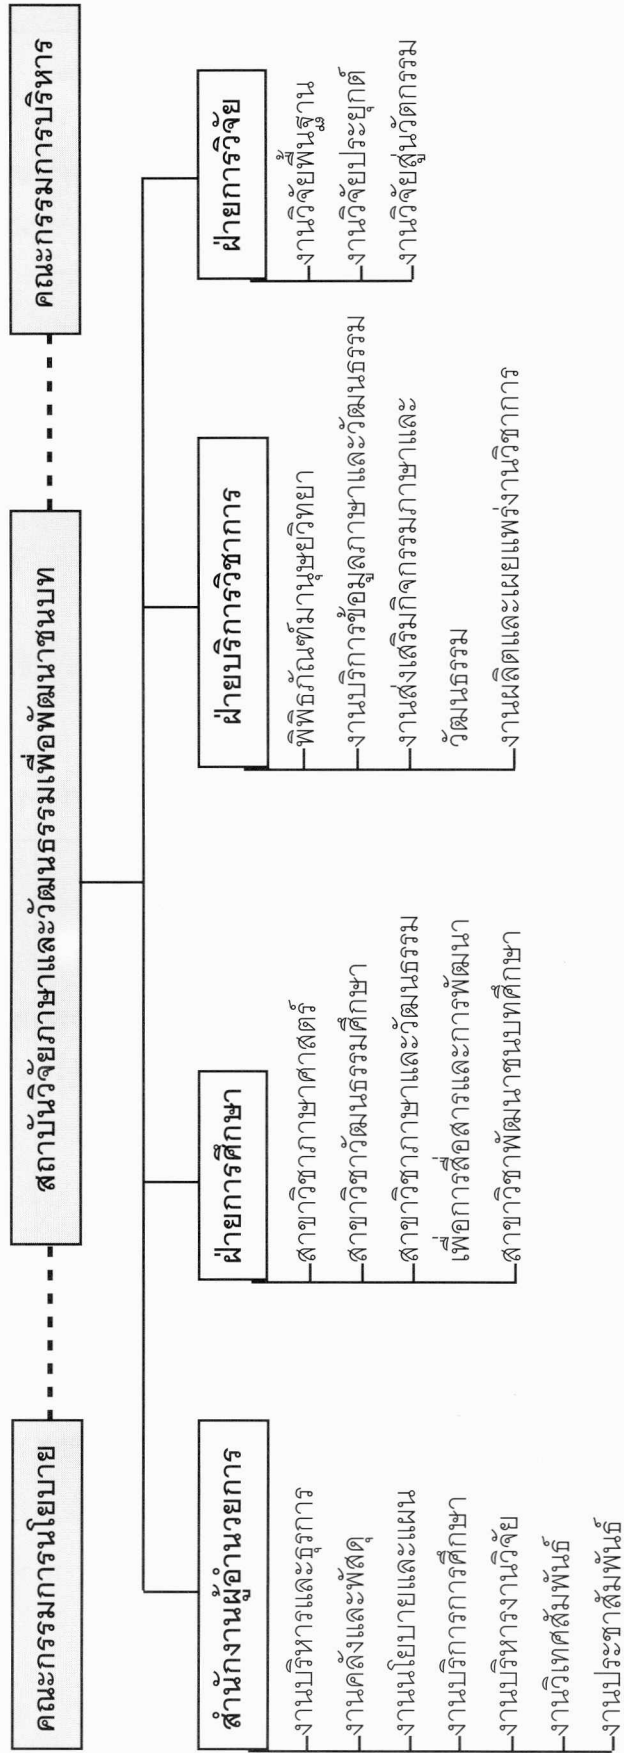 คณะกรรมการนโยบาย
สถาบันวิจัยภาษาและวัฒนธรรมเพื่อพัฒนาชนบท
คณะกรรมการบริหาร
สำนักงานผู้อำนวยการ
งานบริหารและธุรการ
งานคลังและพัสดุ
งานนโยบายและแผน
งานบริการการศึกษา
งานบริหารงานวิจัย
งานวิเทศสัมพันธ์
งานประชาสัมพันธ์
ฝ่ายการศึกษา
สาขาวิชาภาษาศาสตร์
สาขาวิชาวัฒนธรรมศึกษา
สาขาวิชาภาษาและวัฒนธรรม
เพื่อการสื่อสารและการพัฒนา
สาขาวิชาพัฒนาชนบทศึกษา
ฝ่ายบริการวิชาการ
พิพิธภัณฑ์มานุษยวิทยา
งานบริการข้อมูลภาษาและวัฒนธรรม
งานส่งเสริมกิจกรรมภาษาและ
วัฒนธรรม
งานผลิตและเผยแพร่งานวิชาการ
ฝ่ายการวิจัย
งานวิจัยพื้นฐาน
งานวิจัยประยุกต์
งานวิจัยสู่นวัตกรรม